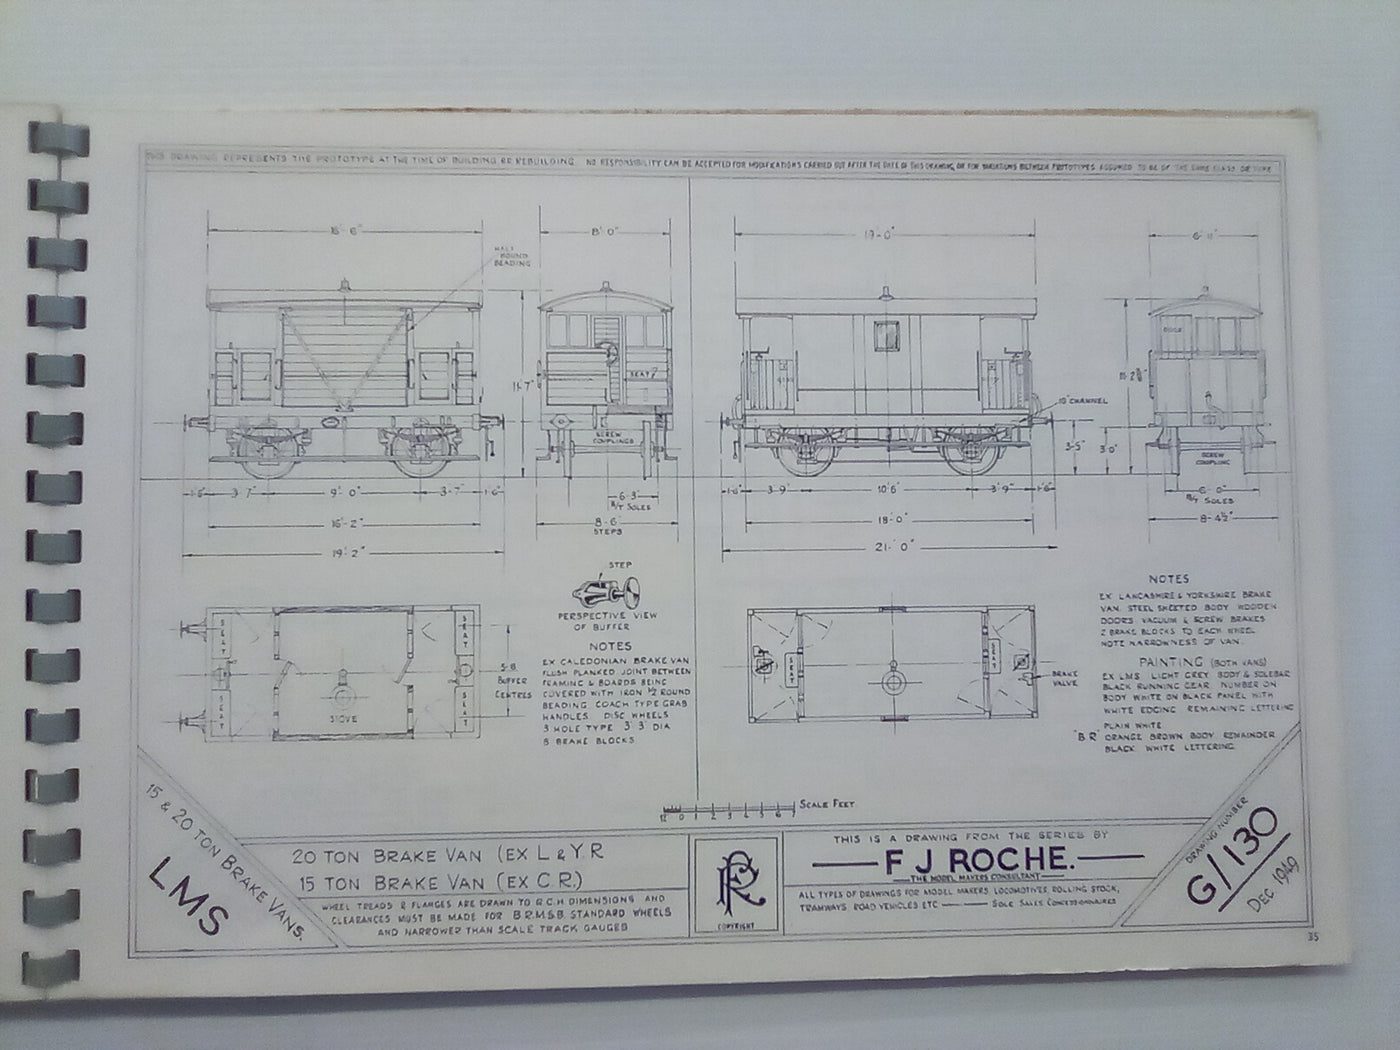 THIS DRAWING REPRESENTS THE PROTOTYPE AT THE TIME OF BUILDING OR REBUILDING. NO RESPONSIBILITY CAN BE ACCEPTED FOR MODIFICATIONS CARRIED OUT AFTER THE DATE OF THIS DRAWING, OR FOR VARIATIONS BETWEEN PROTOTYPES ASSUMED TO BE OF THE SAME CLASS OR TYPE
16'-6"
HALF
ROUND
BEADING
8'-0"
11'-7"
SEAT
SCREW
COUPLINGS
1'-6"
3'-7"
9'-0"
3'-7"
1'-6"
16'-2"
19'-2"
6-3"
B/T SOLES
8-6"
STEPS
19'-0"
10" CHANNEL
3-5"
3'0"
1'-6"
3-9"
10'6"
3'-9"
1'6"
18'-0"
21'-0"
DUCK
SCREW
COUPLING
6'-0"
B/T SOLES
8-4½"
STEP
PERSPECTIVE VIEW
OF BUFFER
SEAT
SEAT
SEAT
SEAT
STOVE
5-8
BUFFER
CENTRES
NOTES
EX CALEDONIAN BRAKE VAN
FLUSH PLANKED JOINT BETWEEN
FRAMING & BOARDS BEING
COVERED WITH IRON ½ ROUND
BEADING COACH TYPE GRAB
HANDLES DISC WHEELS
3 HOLE TYPE 3'3" DIA
8 BRAKE BLOCKS
SEAT
SEAT
BRAKE
VALVE
NOTES
EX LANCASHIRE & YORKSHIRE BRAKE
VAN. STEEL SHEETED BODY WOODEN
DOORS VACUUM & SCREW BRAKES
2 BRAKE BLOCKS TO EACH WHEEL
NOTE NARROWNESS OF VAN.
PAINTING (BOTH VANS)
EX LMS LIGHT GREY BODY & SOLEBAR
BLACK RUNNING GEAR NUMBER ON
BODY WHITE ON BLACK PANEL WITH
WHITE EDGING REMAINING LETTERING
PLAIN WHITE
"B.R" ORANGE BROWN BODY REMAINDER
BLACK. WHITE LETTERING.
12 0 1 2 3 4 5 6 7 SCALE FEET
15 & 20 TON BRAKE VANS.
LMS
20 TON BRAKE VAN (EX L & Y R
15 TON BRAKE VAN (EX C R.)
WHEEL TREADS & FLANGES ARE DRAWN TO R.C.H DIMENSIONS AND
CLEARANCES MUST BE MADE FOR B.R.M.S.B STANDARD WHEELS
AND NARROWER THAN SCALE TRACK GAUGES
COPYRIGHT
THIS IS A DRAWING FROM THE SERIES BY
F J ROCHE.
THE MODEL MAKERS CONSULTANT
ALL TYPES OF DRAWINGS FOR MODEL MAKERS LOCOMOTIVES ROLLING STOCK,
TRAMWAYS, ROAD VEHICLES ETC SOLE SALES CONCESSIONAIRES
DRAWING NUMBER
G/130
DEC 1949
35